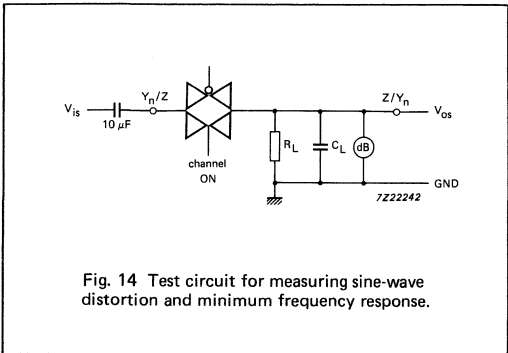 Yn/Z
Z/Yn
Vis
10 µF
Vos
RL
CL
dB
channel
ON
GND
7Z22242
Fig. 14 Test circuit for measuring sine-wave
distortion and minimum frequency response.